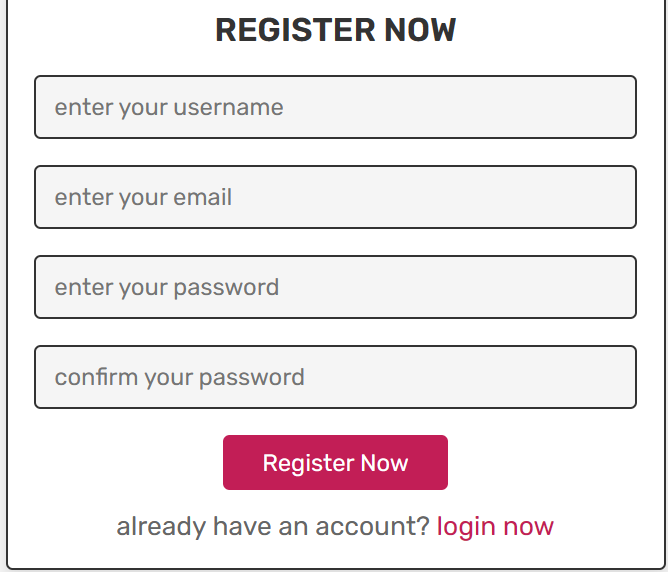 REGISTER NOW
enter your username
enter your email
enter your password
confirm your password
Register Now
already have an account? login now